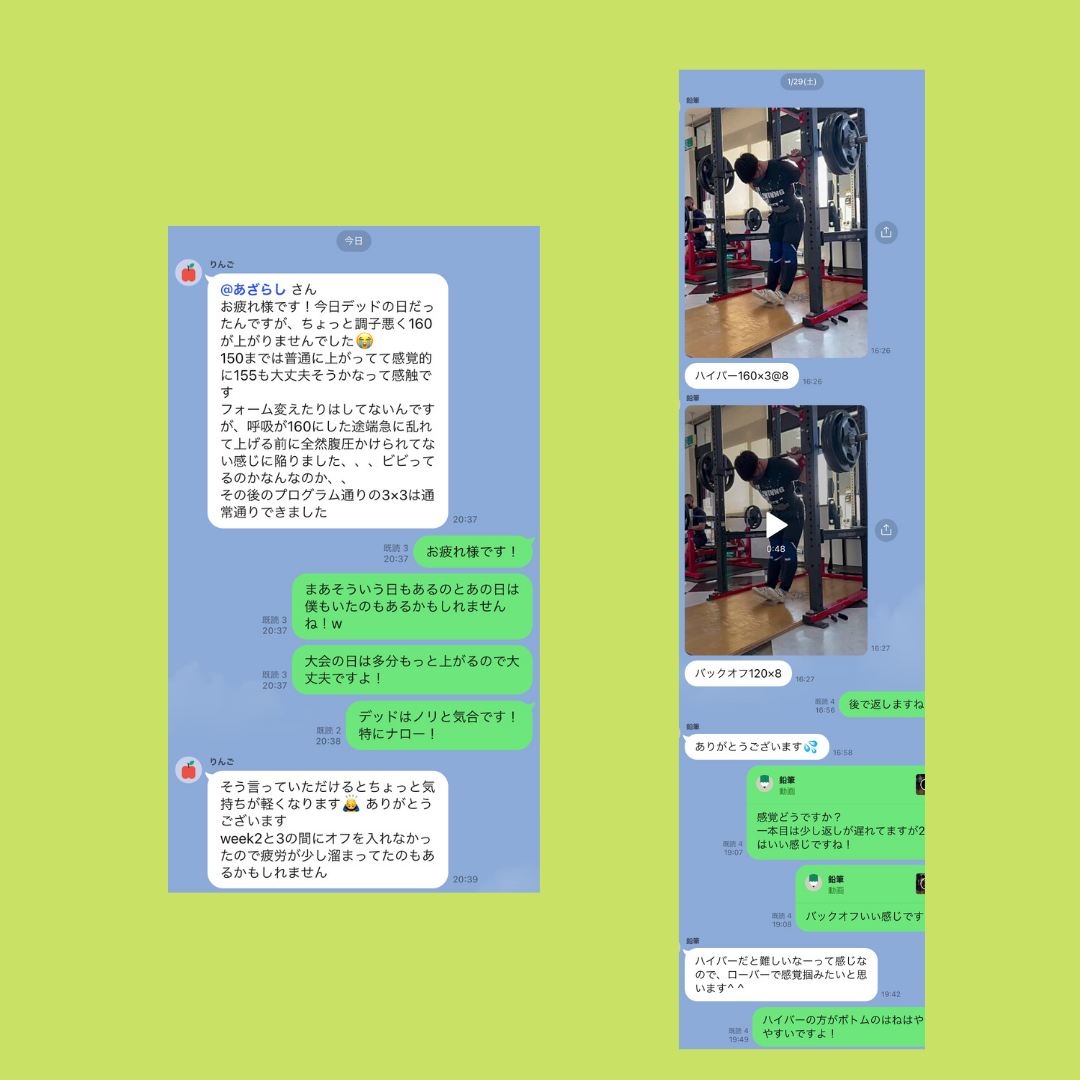 今日
りんご
@あざらし さん
お疲れ様です！今日デッドの日だっ
たんですが、ちょっと調子悪く160
が上がりませんでした😭
150までは普通に上がってて感覚的
に155も大丈夫そうかなって感触で
す
フォーム変えたりはしてないんです
が、呼吸が160にした途端急に乱れ
て上げる前に全然腹圧かけられてな
い感じに陥りました、、、ビビって
るのかなんなのか、、
その後のプログラム通りの3×3は通
常通りできました
20:37
お疲れ様です！
既読 3
20:37
まあそういう日もあるのとあの日は
僕もいたのもあるかもしれません
ね！w
既読 3
20:37
大会の日は多分もっと上がるので大
丈夫ですよ！
既読 3
20:37
デッドはノリと気合です！
特にナロー！
既読 2
20:38
りんご
そう言っていただけるとちょっと気
持ちが軽くなります🙇 ありがとう
ございます
week2と3の間にオフを入れなかっ
たので疲労が少し溜まってたのもあ
るかもしれません
20:39
1/29(土)
鉛筆
16:26
ハイバー160×3@8
16:26
鉛筆
0:48
16:27
バックオフ120×8
16:27
後で返しますね
既読 4
16:56
鉛筆
ありがとうございます💦
16:58
鉛筆
動画
感覚どうですか？
一本目は少し返しが遅れてますが2
はいい感じですね！
既読 4
19:07
鉛筆
動画
バックオフいい感じです
既読 4
19:08
鉛筆
ハイバーだと難しいなーって感じな
ので、ローバーで感覚掴みたいと思
います^ ^
19:42
ハイバーの方がボトムのはねはや
やすいですよ！
既読 4
19:49